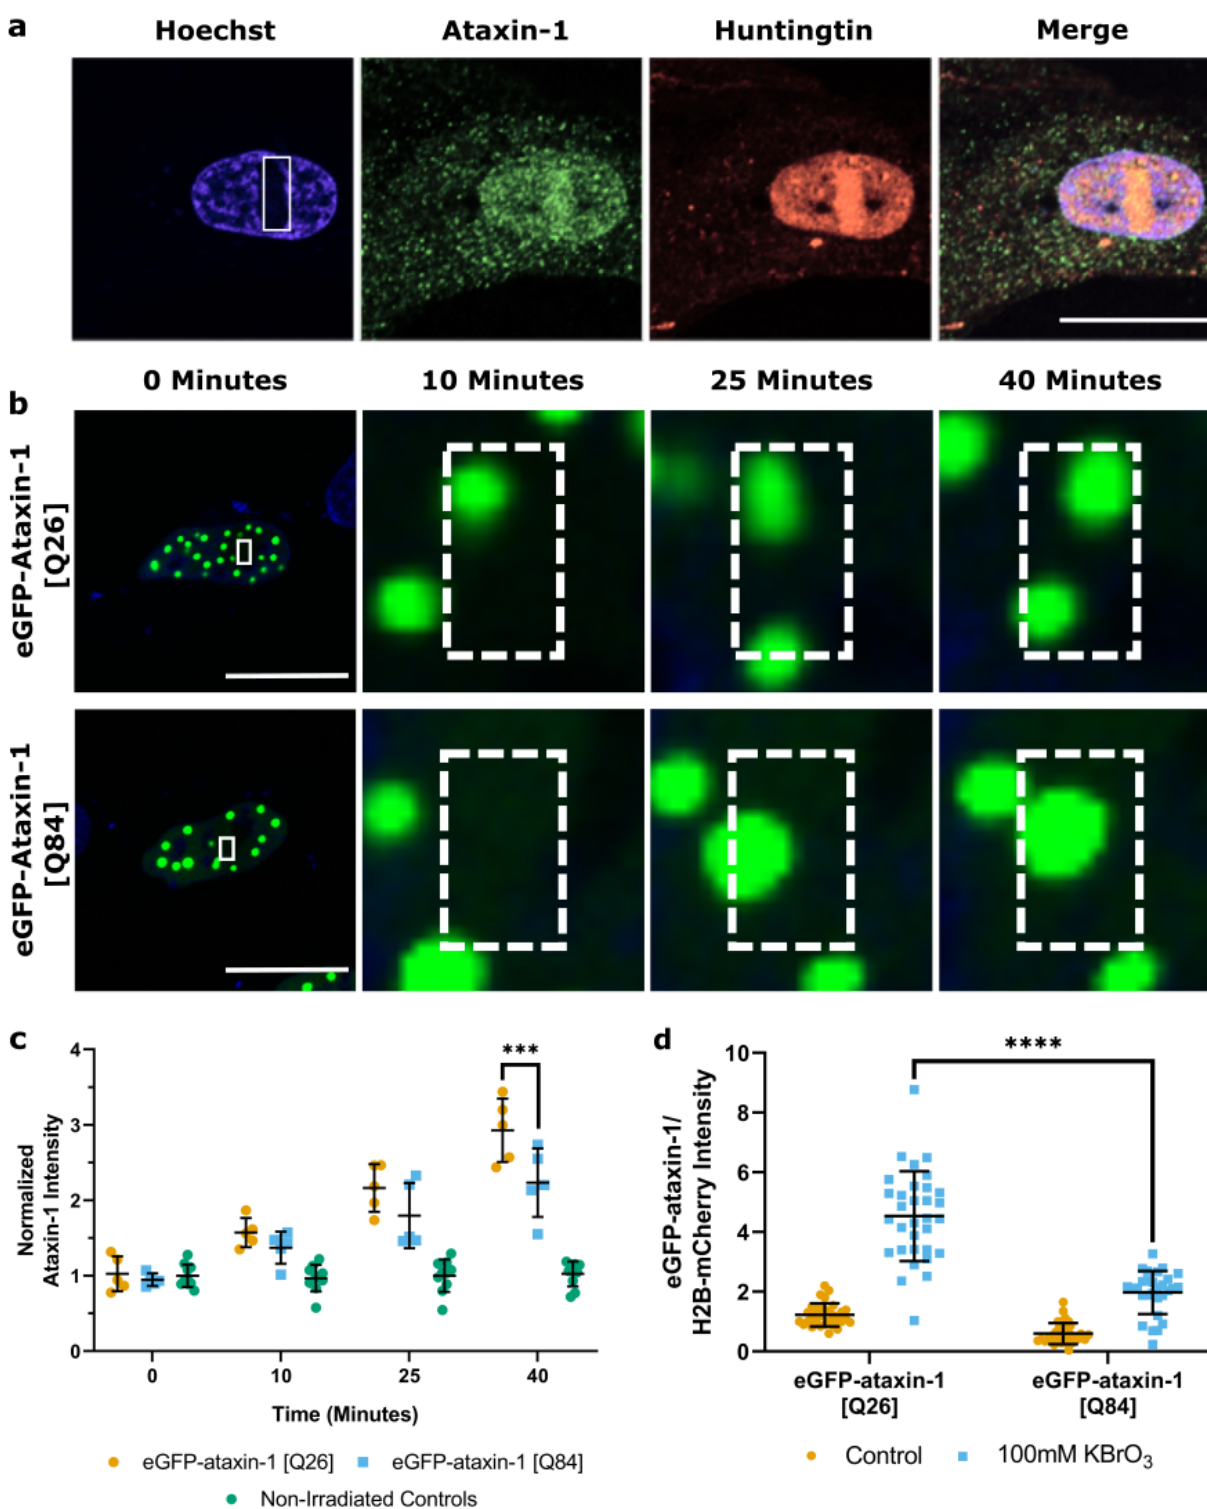 a
Hoechst Ataxin-1 Huntingtin Merge
0 Minutes 10 Minutes 25 Minutes 40 Minutes
b
eGFP-Ataxin-1
[Q26]
eGFP-Ataxin-1
[Q84]
c
Normalized
Ataxin-1 Intensity
4
3
2
1
0
***
0 10 25 40
Time (Minutes)
eGFP-ataxin-1 [Q26] eGFP-ataxin-1 [Q84]
Non-Irradiated Controls
d
eGFP-ataxin-1/
H2B-mCherry Intensity
10
8
6
4
2
0
****
eGFP-ataxin-1 eGFP-ataxin-1
[Q26] [Q84]
Control 100mM KBrO₃